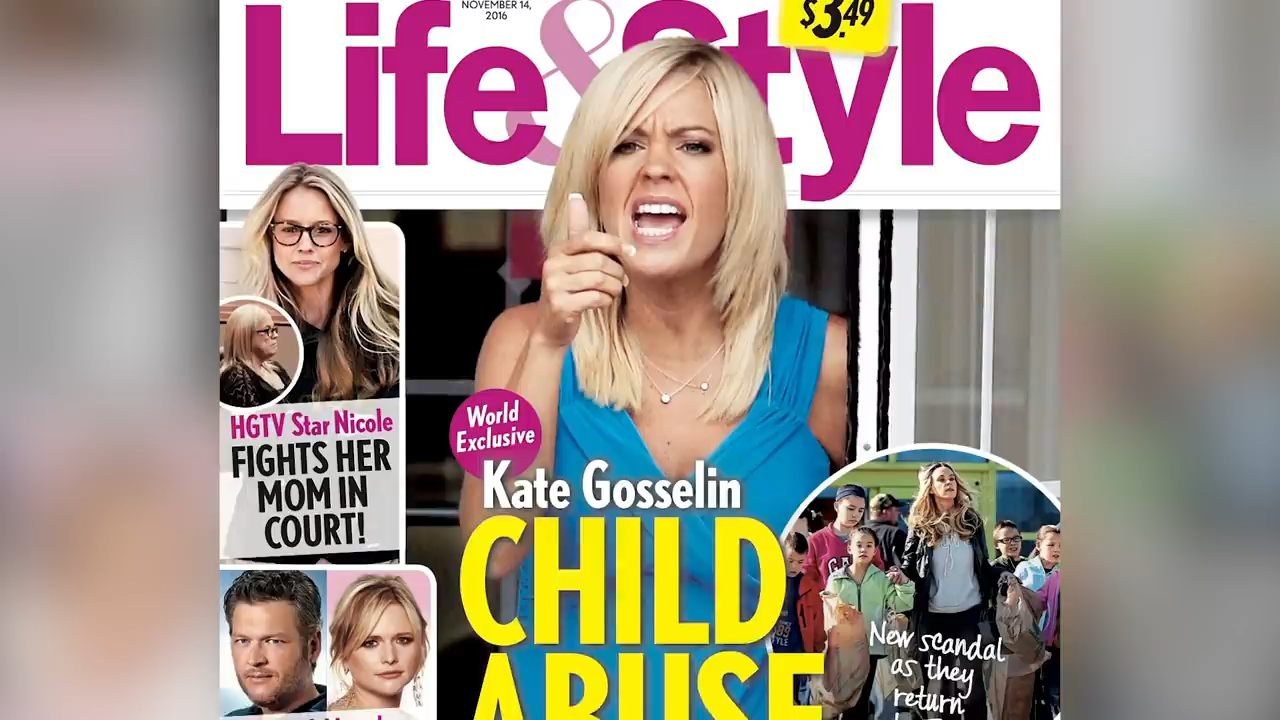 NOVEMBER 14,
2016
$3.49
Life&Style
HGTV Star Nicole
FIGHTS HER
MOM IN
COURT!
World
Exclusive
Kate Gosselin
CHILD
ABUSE
New scandal
as they
return